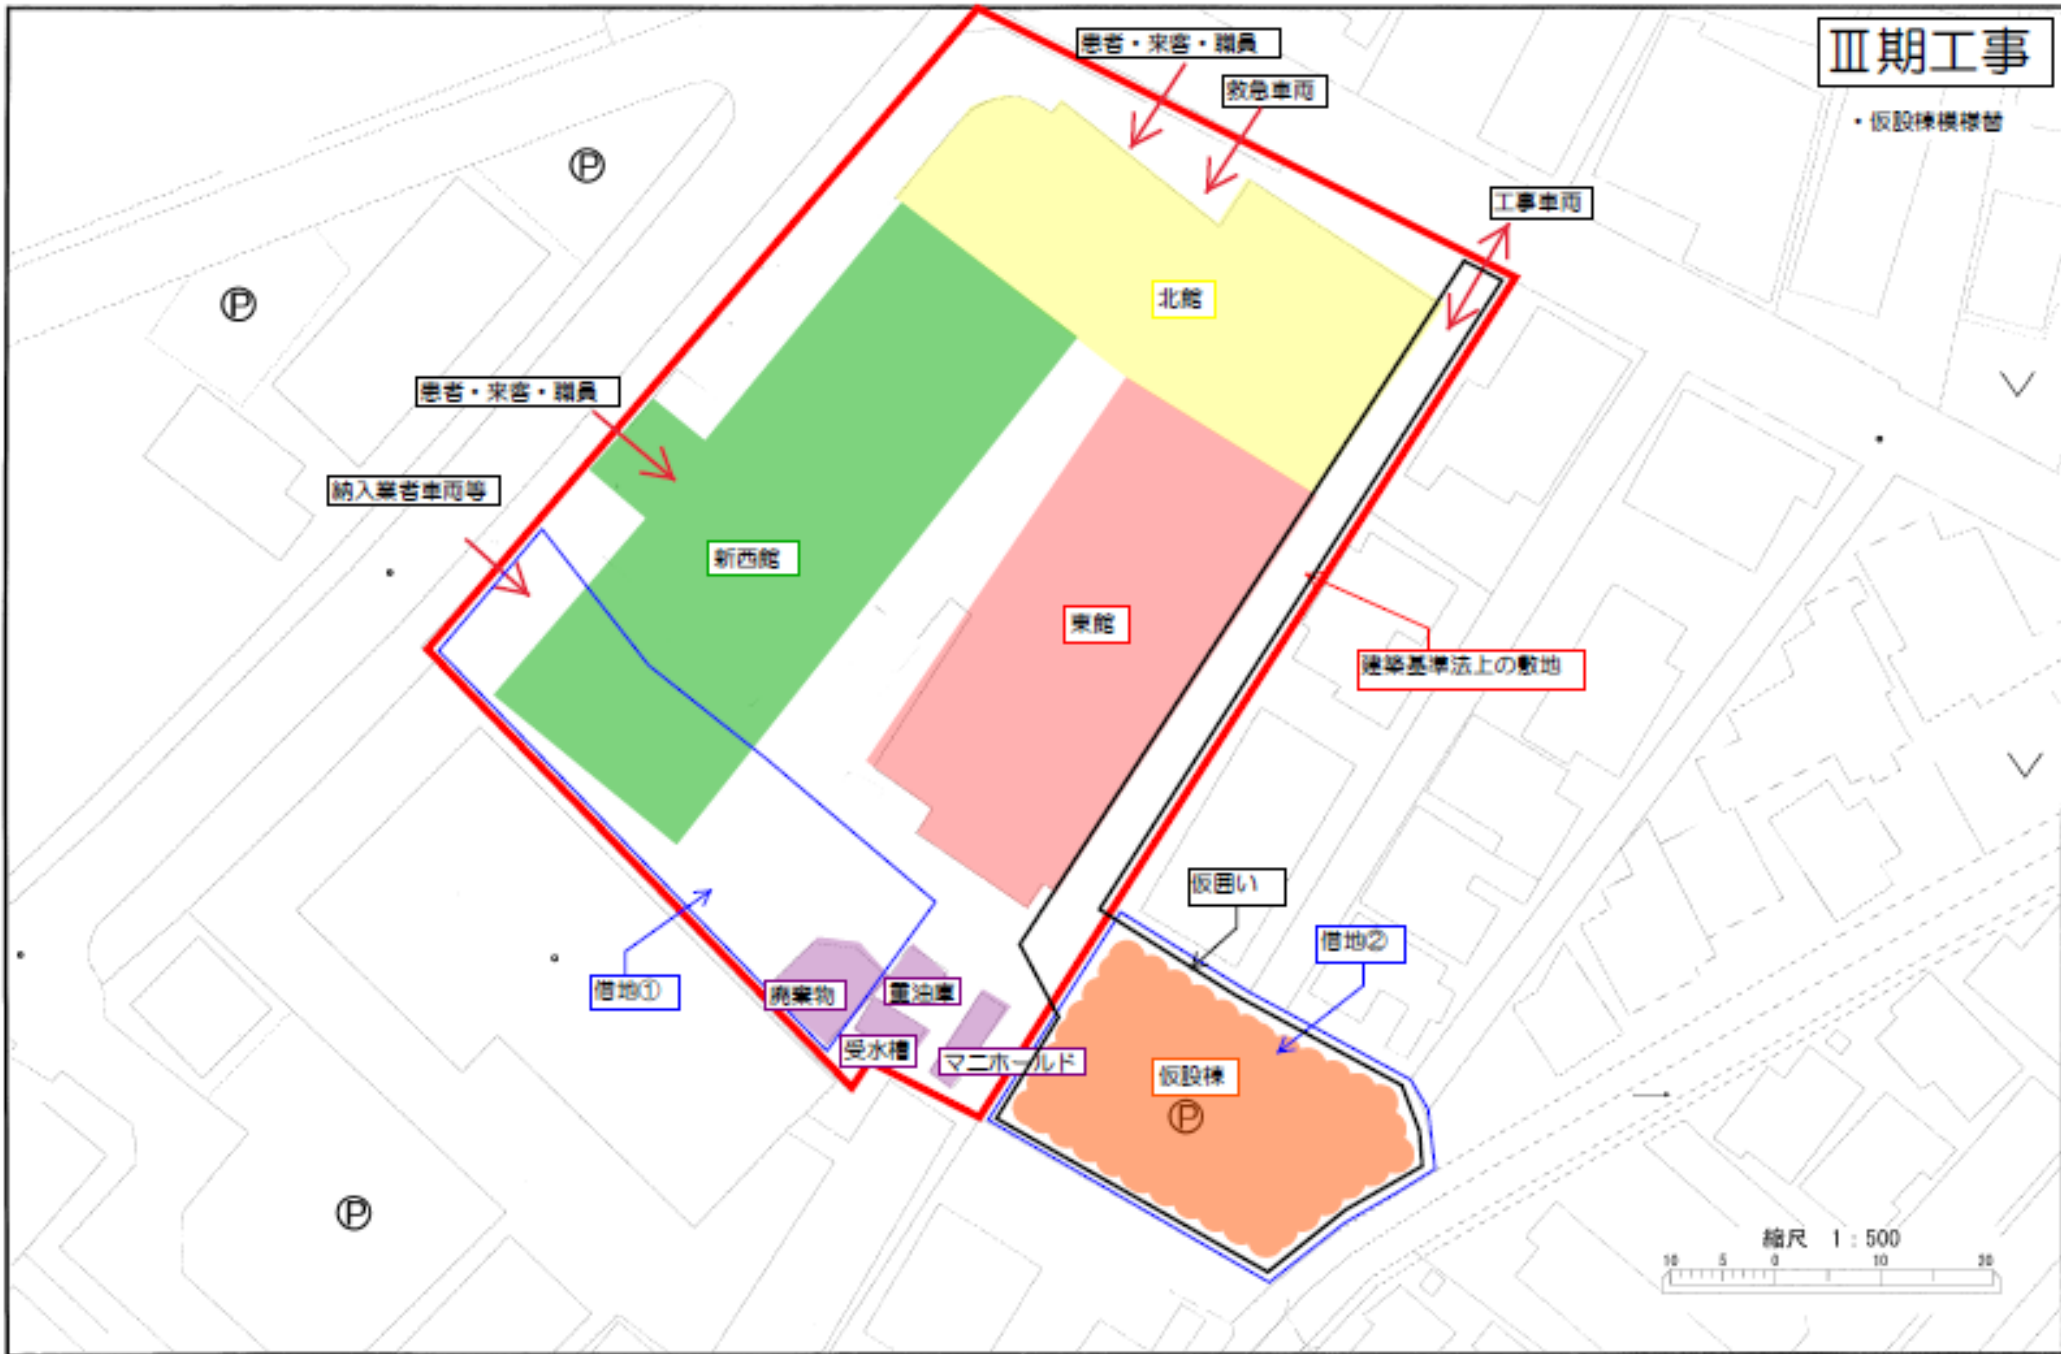 Ⅲ期工事
・仮設棟模様替
患者・来客・職員
救急車両
工事車両
北館
患者・来客・職員
納入業者車両等
新西館
東館
建築基準法上の敷地
仮囲い
借地②
借地①
廃棄物
重油庫
受水槽
マニホールド
仮設棟
Ⓟ
Ⓟ
Ⓟ
Ⓟ
縮尺 1:500
10 5 0 10 20